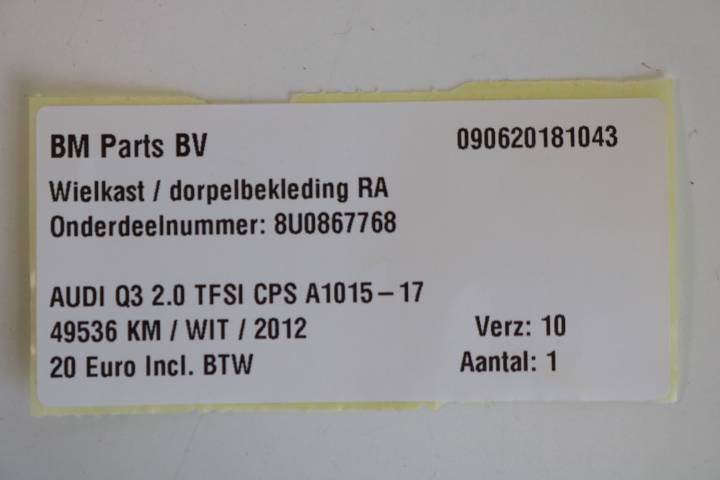 BM Parts BV 090620181043
Wielkast / dorpelbekleding RA
Onderdeelnummer: 8U0867768
AUDI Q3 2.0 TFSI CPS A1015-17
49536 KM / WIT / 2012 Verz: 10
20 Euro Incl. BTW Aantal: 1